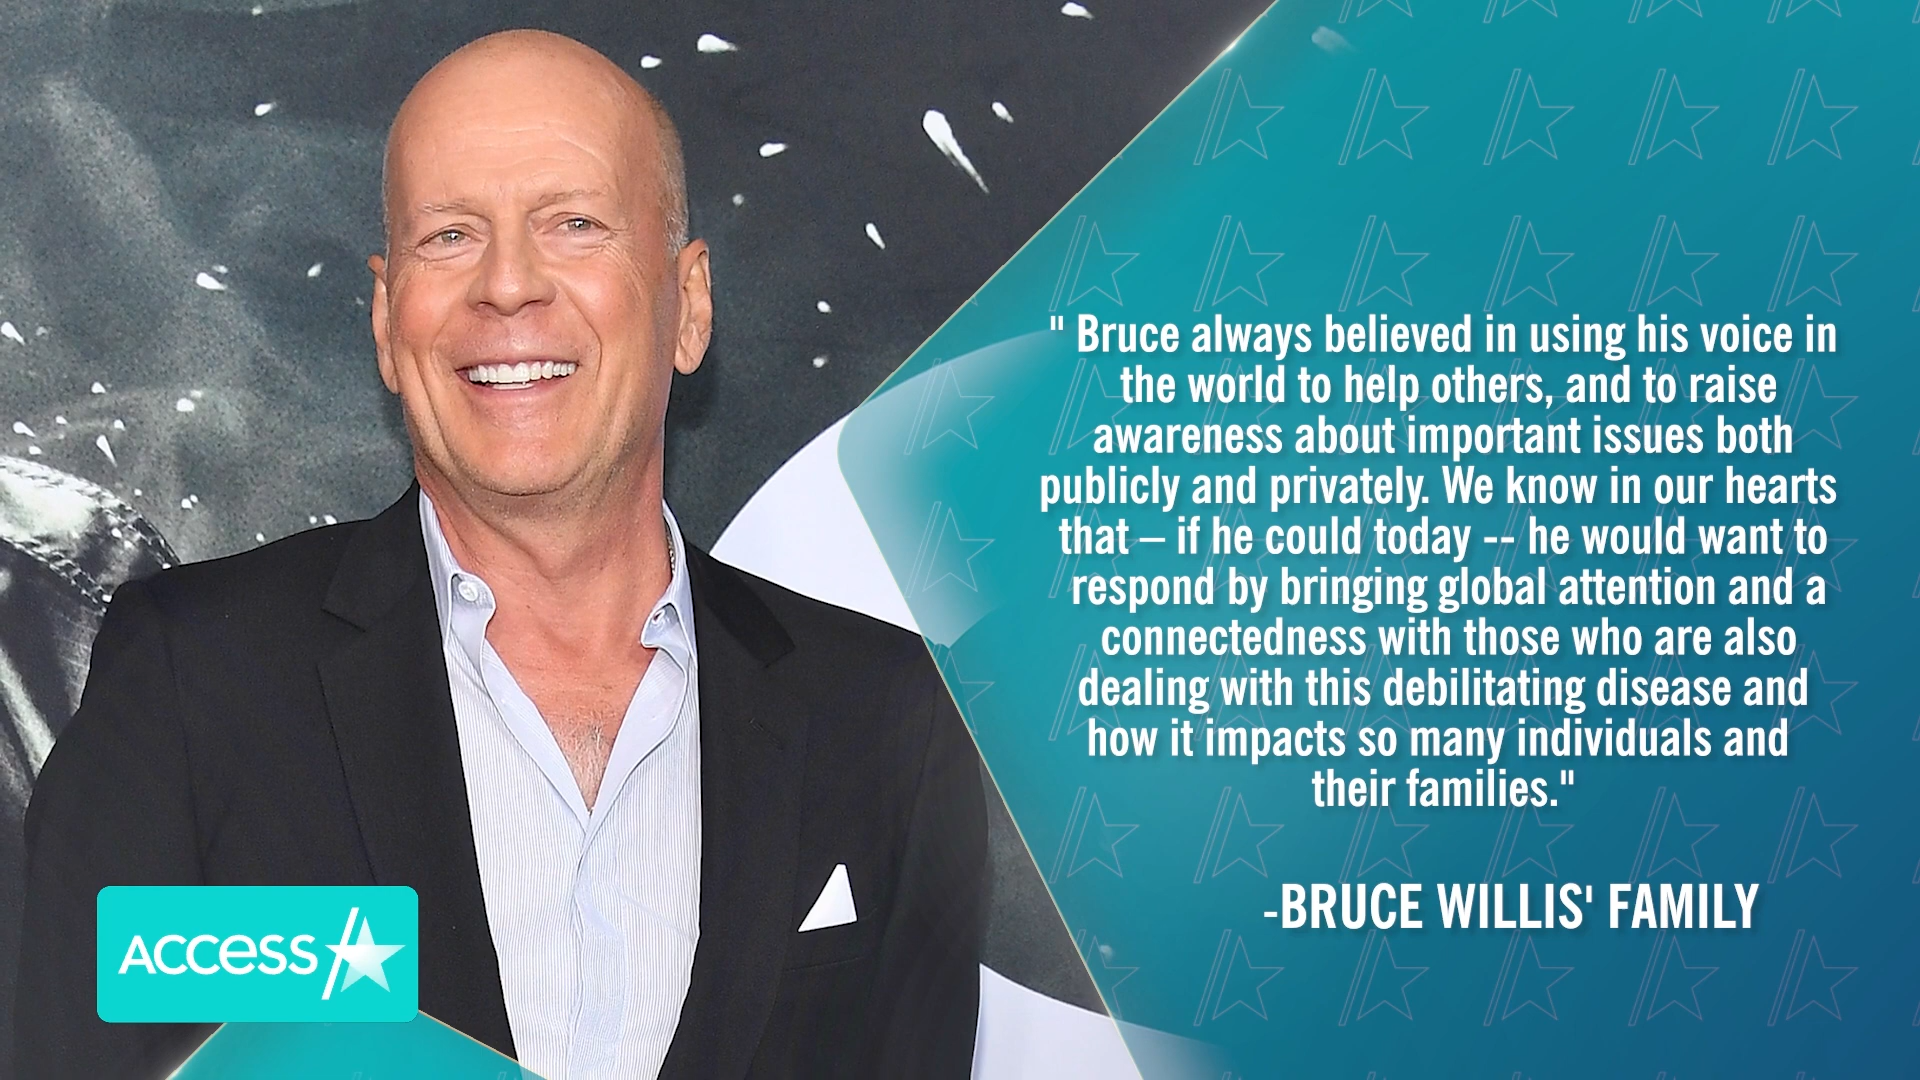 " Bruce always believed in using his voice in
the world to help others, and to raise
awareness about important issues both
publicly and privately. We know in our hearts
that – if he could today -- he would want to
respond by bringing global attention and a
connectedness with those who are also
dealing with this debilitating disease and
how it impacts so many individuals and
their families."
-BRUCE WILLIS' FAMILY
ACCESS